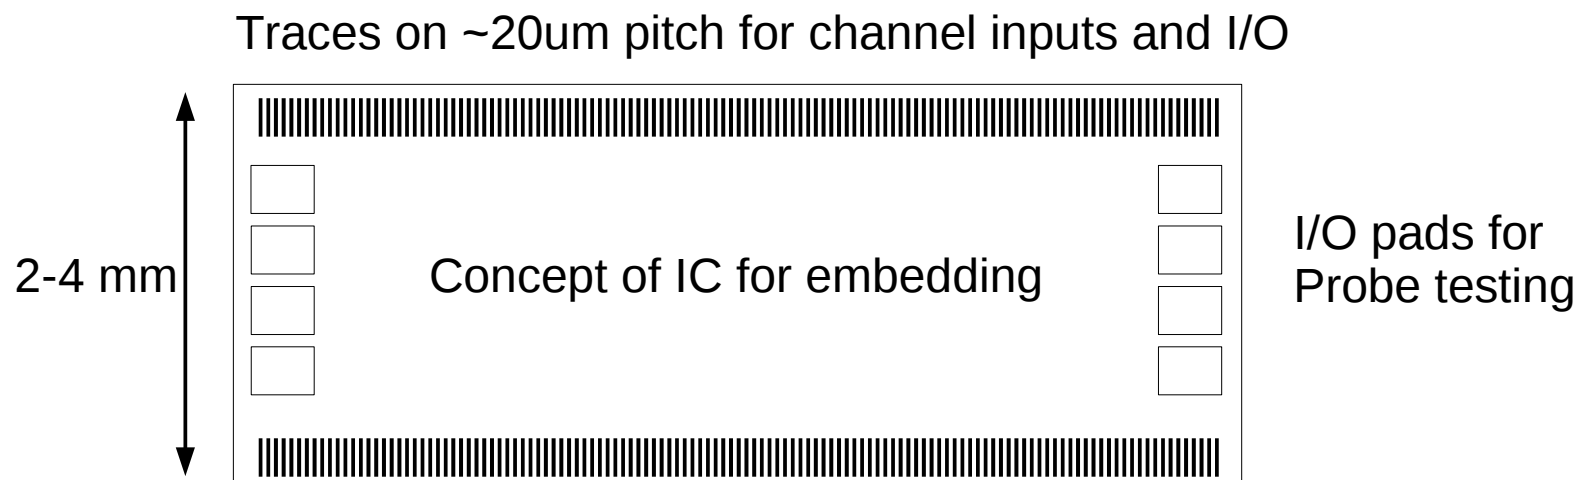 Traces on ~20um pitch for channel inputs and I/O
2-4 mm
Concept of IC for embedding
I/O pads for
Probe testing